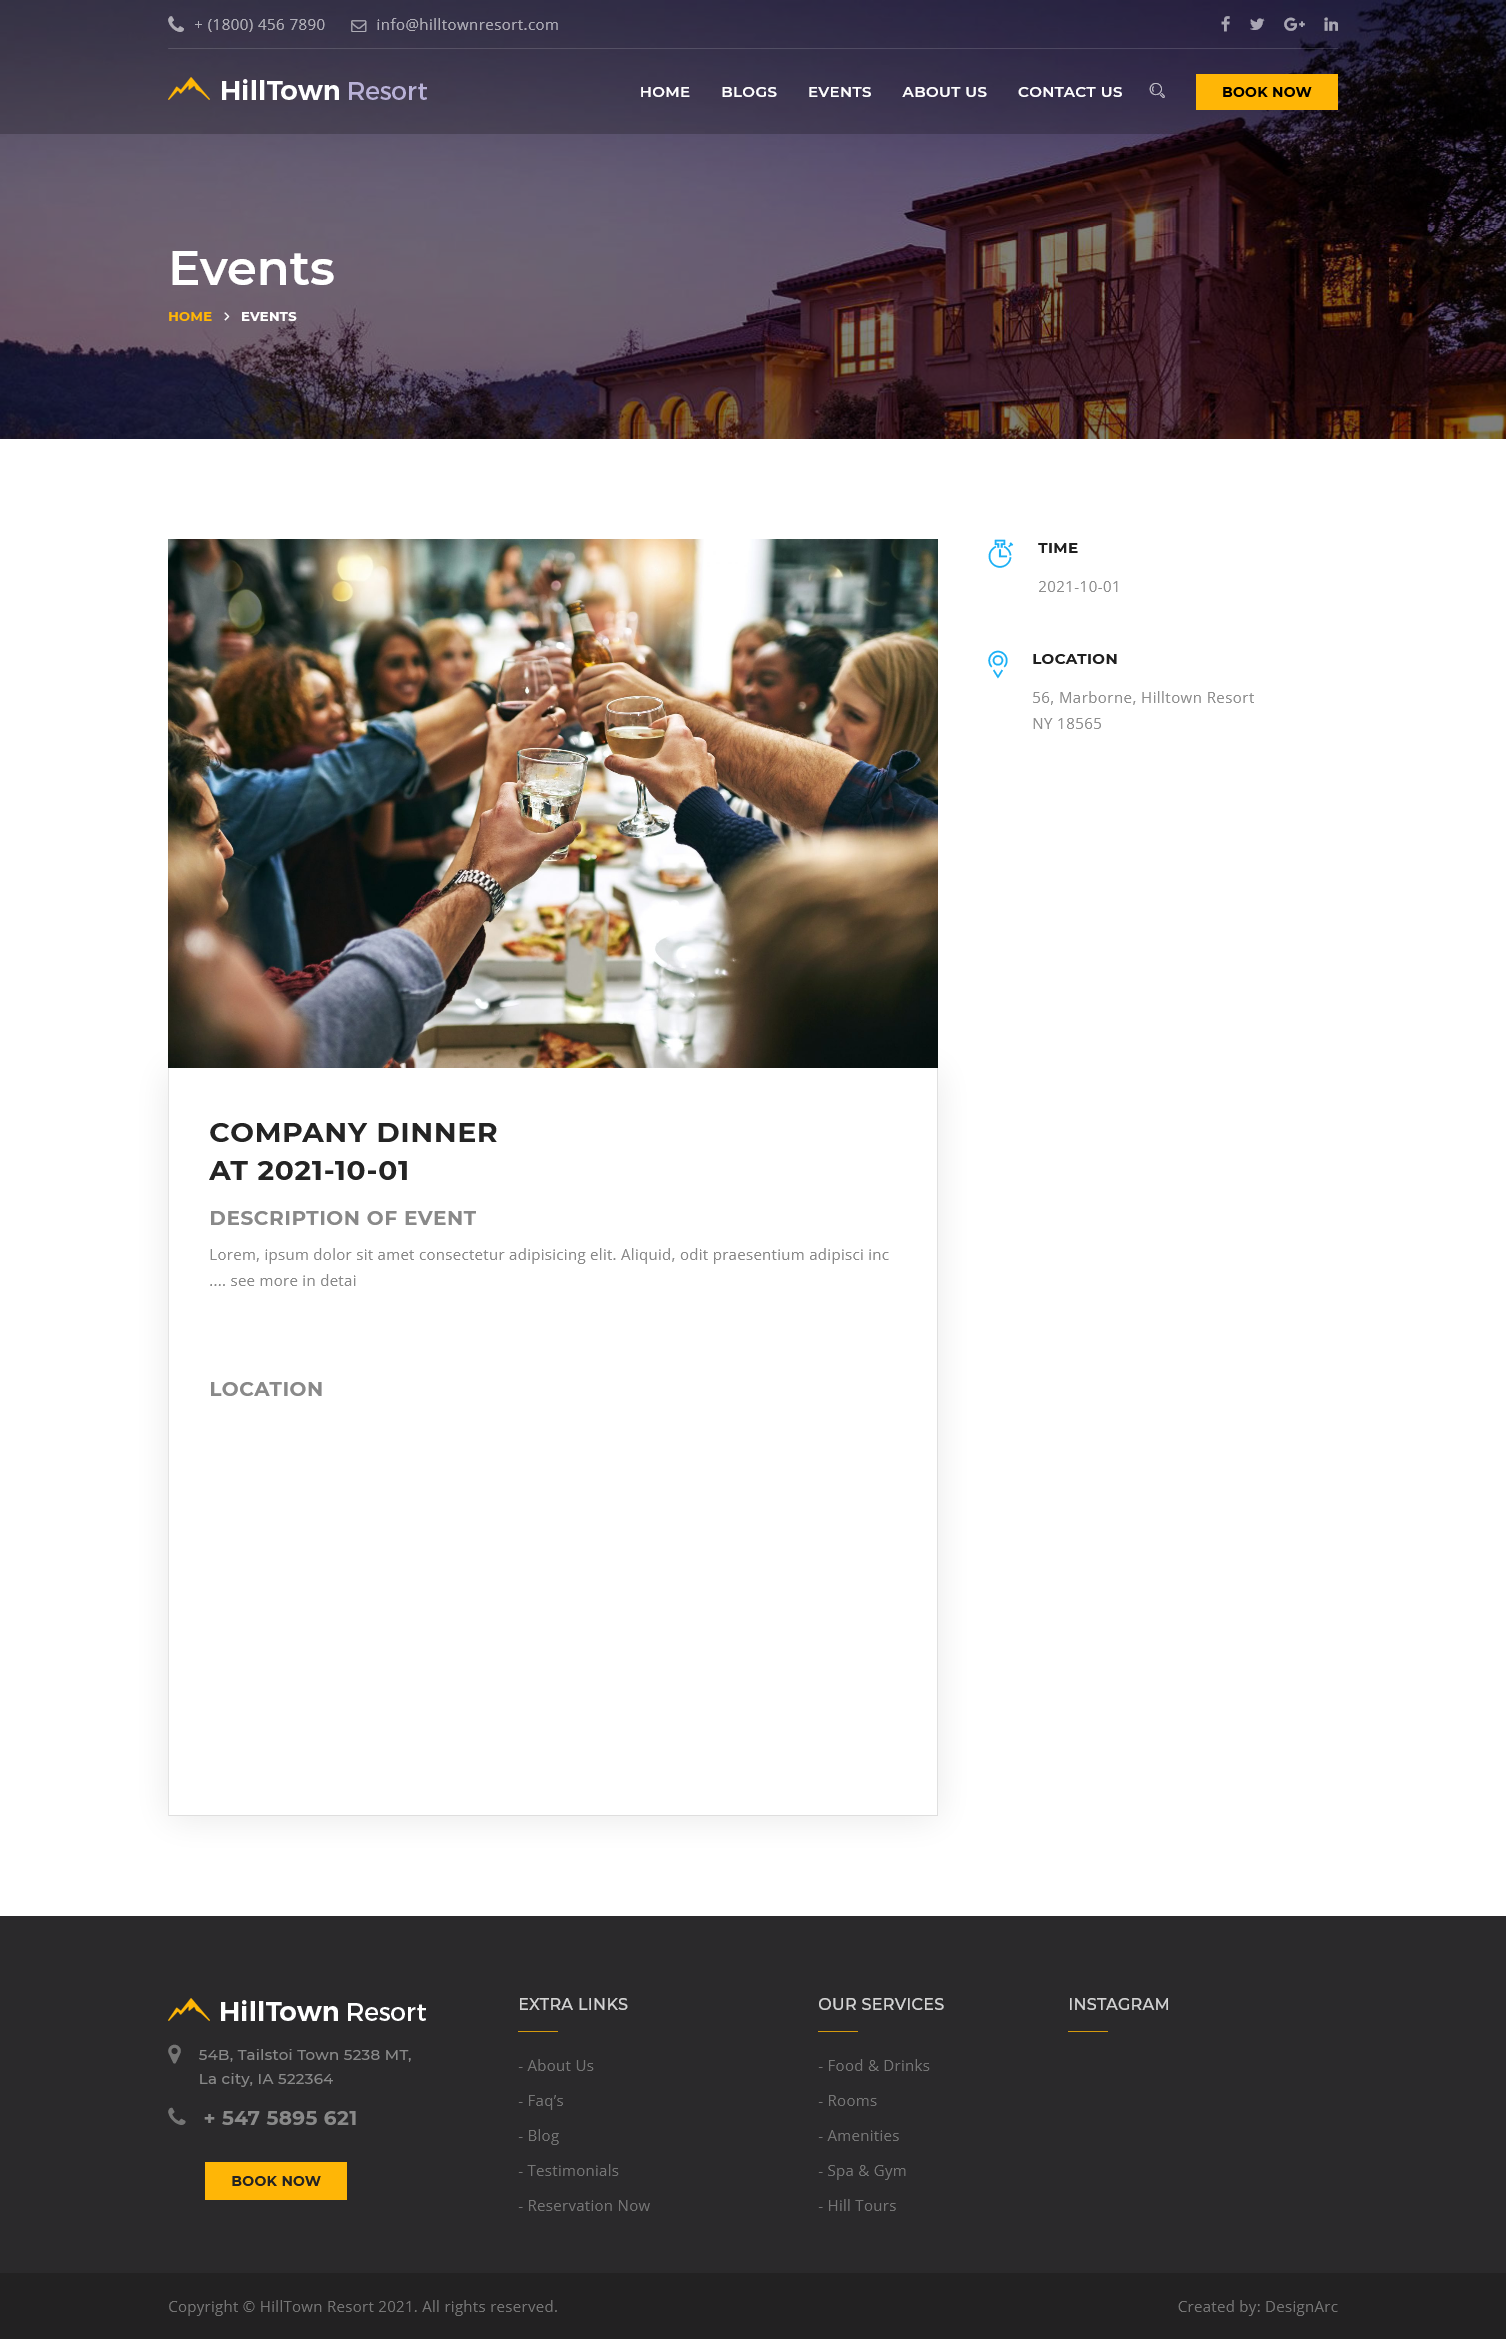 + (1800) 456 7890
info@hilltownresort.com
HillTown Resort
HOME
BLOGS
EVENTS
ABOUT US
CONTACT US
BOOK NOW
Events
HOME > EVENTS
TIME
2021-10-01
LOCATION
56, Marborne, Hilltown Resort
NY 18565
COMPANY DINNER
AT 2021-10-01
DESCRIPTION OF EVENT
Lorem, ipsum dolor sit amet consectetur adipisicing elit. Aliquid, odit praesentium adipisci inc
.... see more in detai
LOCATION
HillTown Resort
54B, Tailstoi Town 5238 MT,
La city, IA 522364
+ 547 5895 621
BOOK NOW
EXTRA LINKS
- About Us
- Faq's
- Blog
- Testimonials
- Reservation Now
OUR SERVICES
- Food & Drinks
- Rooms
- Amenities
- Spa & Gym
- Hill Tours
INSTAGRAM
Copyright © HillTown Resort 2021. All rights reserved.
Created by: DesignArc